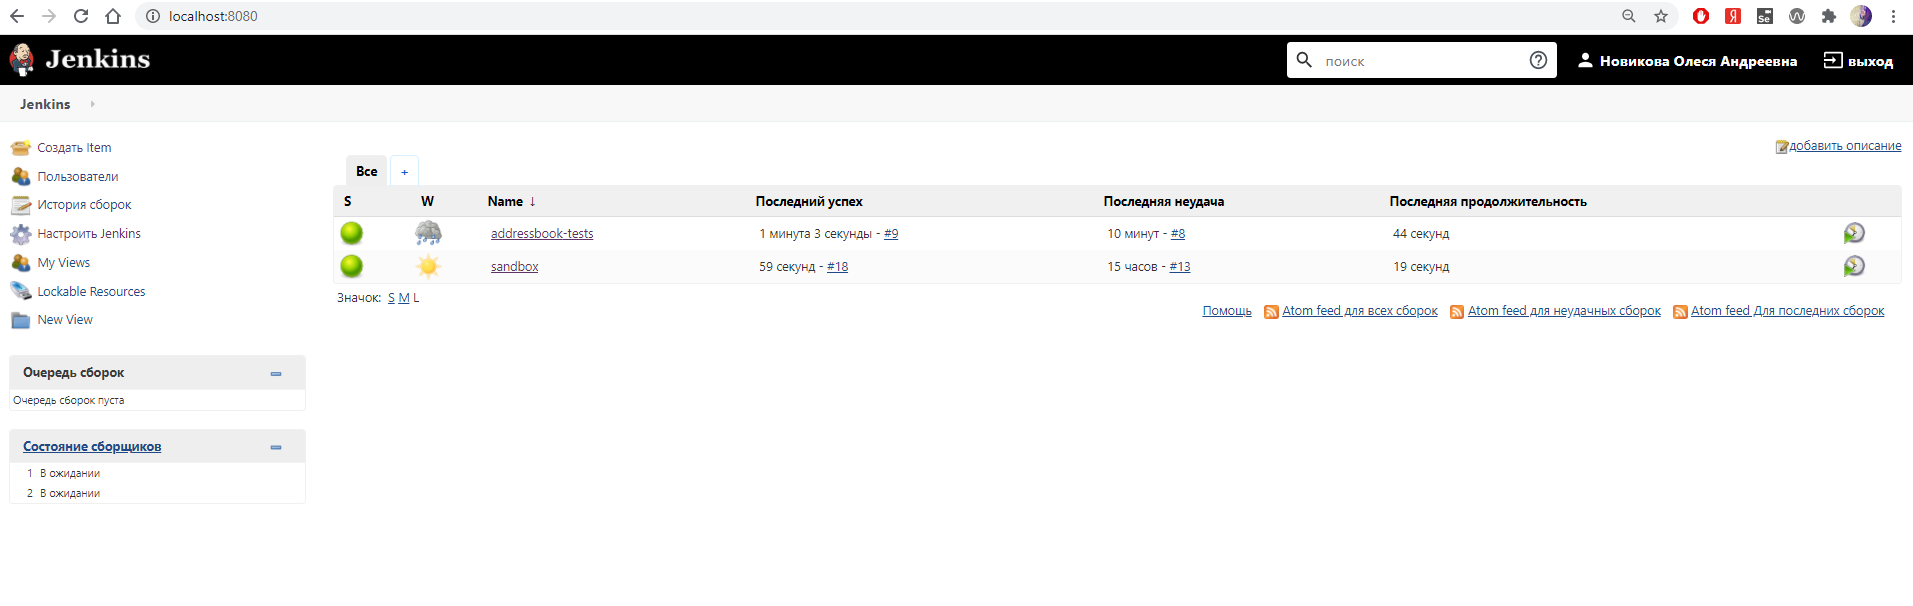 localhost:8080
Jenkins
поиск
Новикова Олеся Андреевна
выход
Jenkins
Создать Item
Пользователи
История сборок
Настроить Jenkins
My Views
Lockable Resources
New View
Очередь сборок
Очередь сборок пуста
Состояние сборщиков
1 В ожидании
2 В ожидании
добавить описание
Все +
S W Name ↓ Последний успех Последняя неудача Последняя продолжительность
addressbook-tests 1 минута 3 секунды - #9 10 минут - #8 44 секунд
sandbox 59 секунд - #18 15 часов - #13 19 секунд
Значок: S M L
Помощь Atom feed для всех сборок Atom feed для неудачных сборок Atom feed Для последних сборок